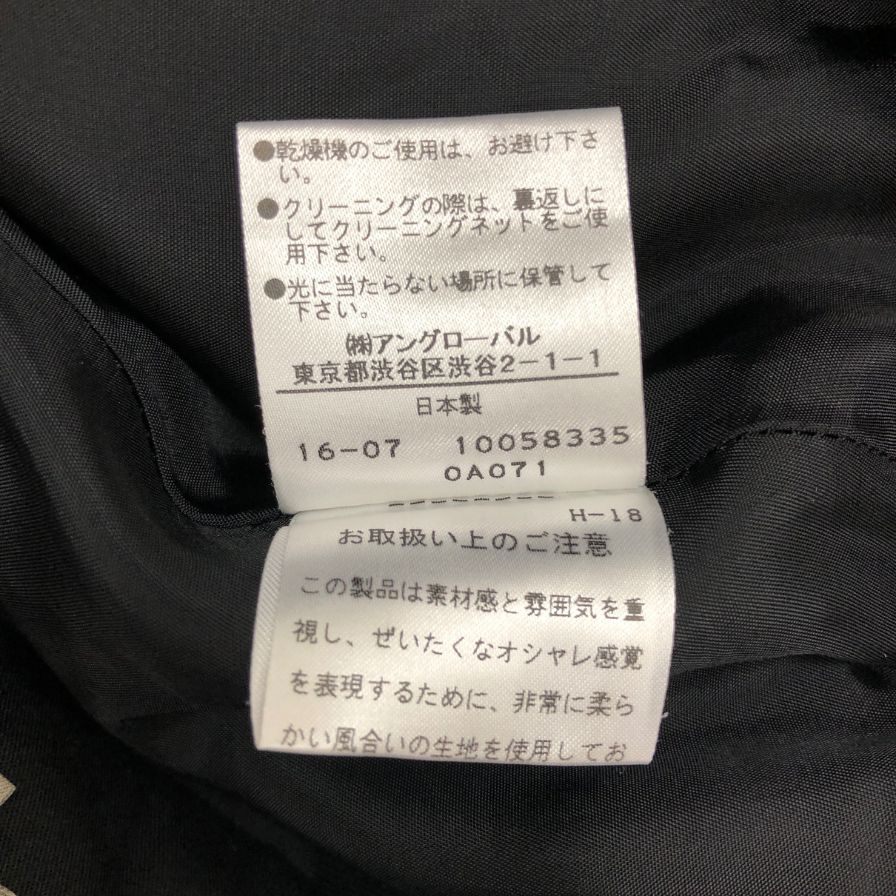 ●乾燥機のご使用は、お避け下さ
い。
●クリーニングの際は、裏返しに
してクリーニングネットをご使
用下さい。
●光に当たらない場所に保管して
下さい。
㈱アングローバル
東京都渋谷区渋谷2-1-1
日本製
16-07 10058335
0A071
H-18
お取扱い上のご注意
この製品は素材感と雰囲気を重
視し、ぜいたくなオシャレ感覚
を表現するために、非常に柔ら
かい風合いの生地を使用してお